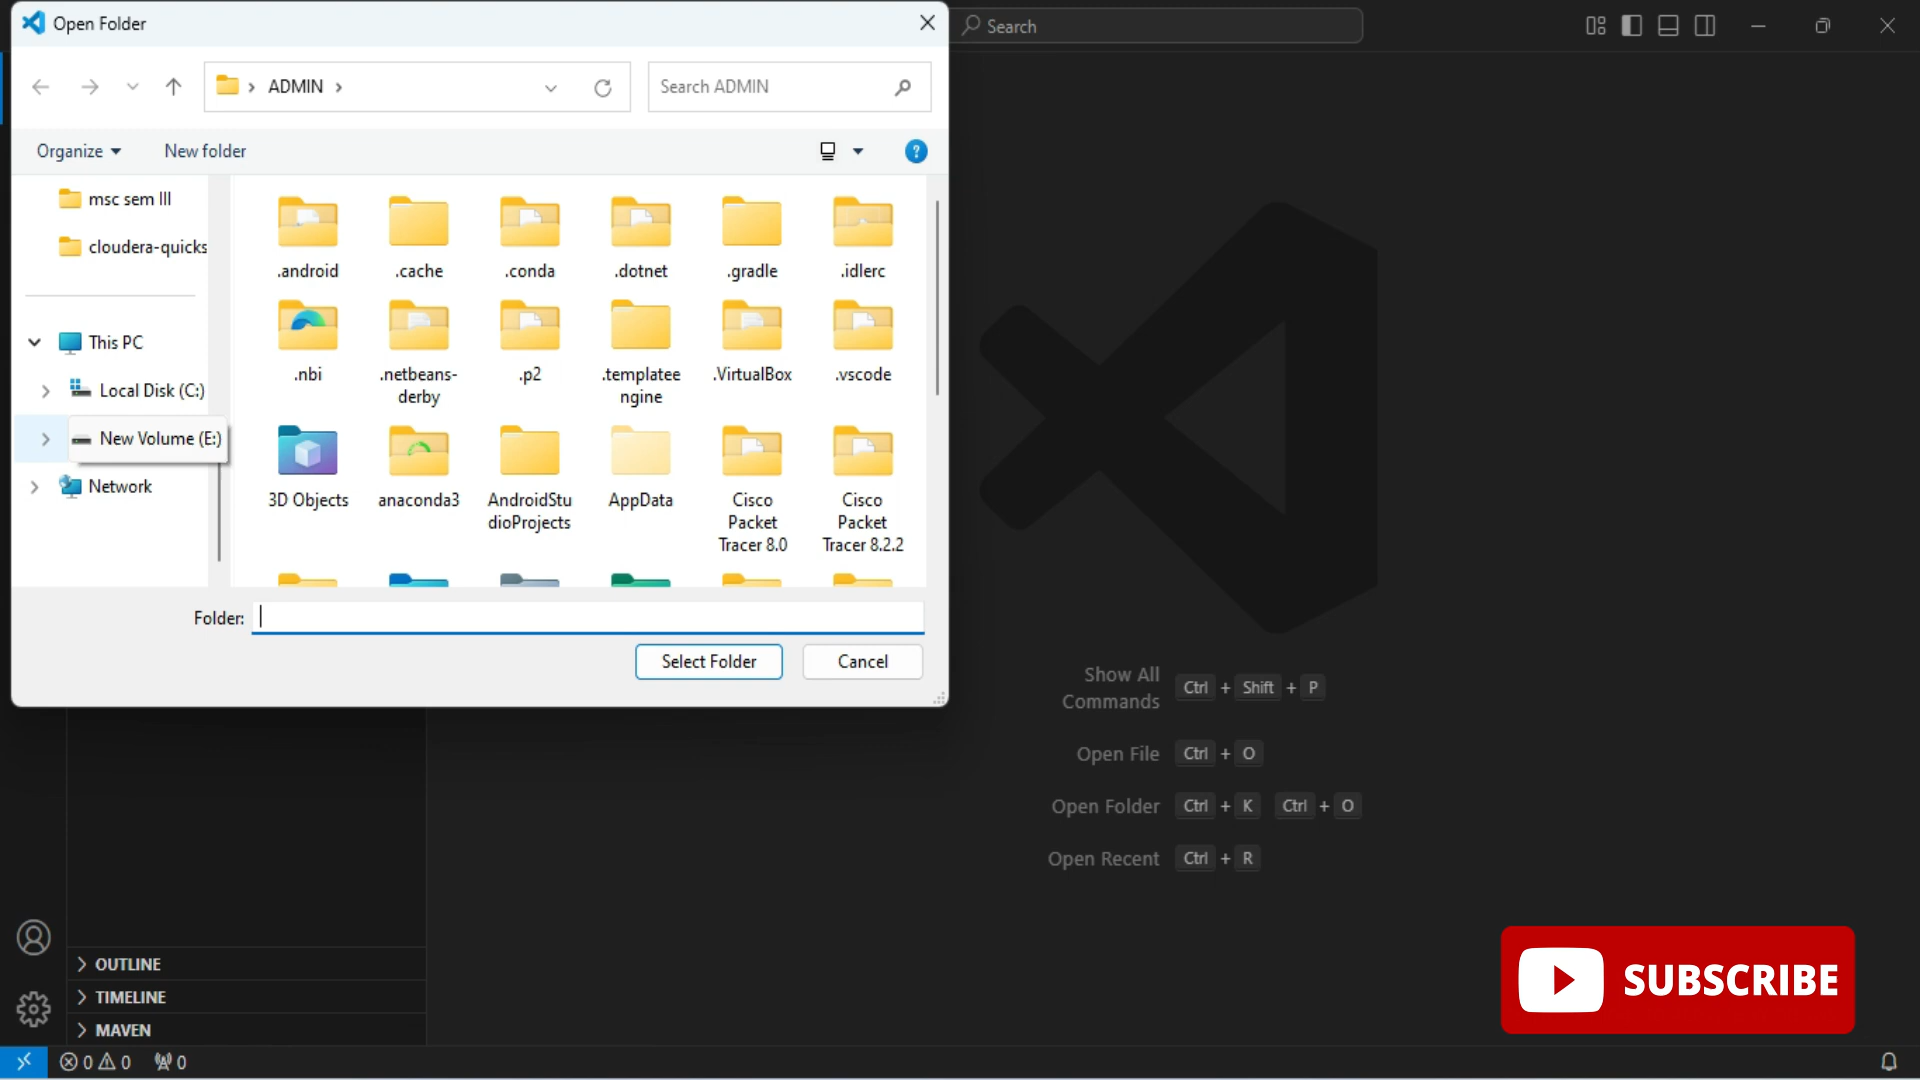 Open Folder
Search
ADMIN
Search ADMIN
Organize
New folder
?
msc sem III
cloudera-quicks
This PC
Local Disk (C:)
New Volume (E:)
Network
.android .cache .conda .dotnet .gradle .idlerc
.nbi .netbeans- .p2 .templatee .VirtualBox .vscode
derby ngine
3D Objects anaconda3 AndroidStu AppData Cisco Cisco
dioProjects Packet Packet
Tracer 8.0 Tracer 8.2.2
Folder:
Select Folder Cancel
Show All
Commands Ctrl + Shift + P
Open File Ctrl + O
Open Folder Ctrl + K Ctrl + O
Open Recent Ctrl + R
OUTLINE
TIMELINE
MAVEN
SUBSCRIBE
0 0 0